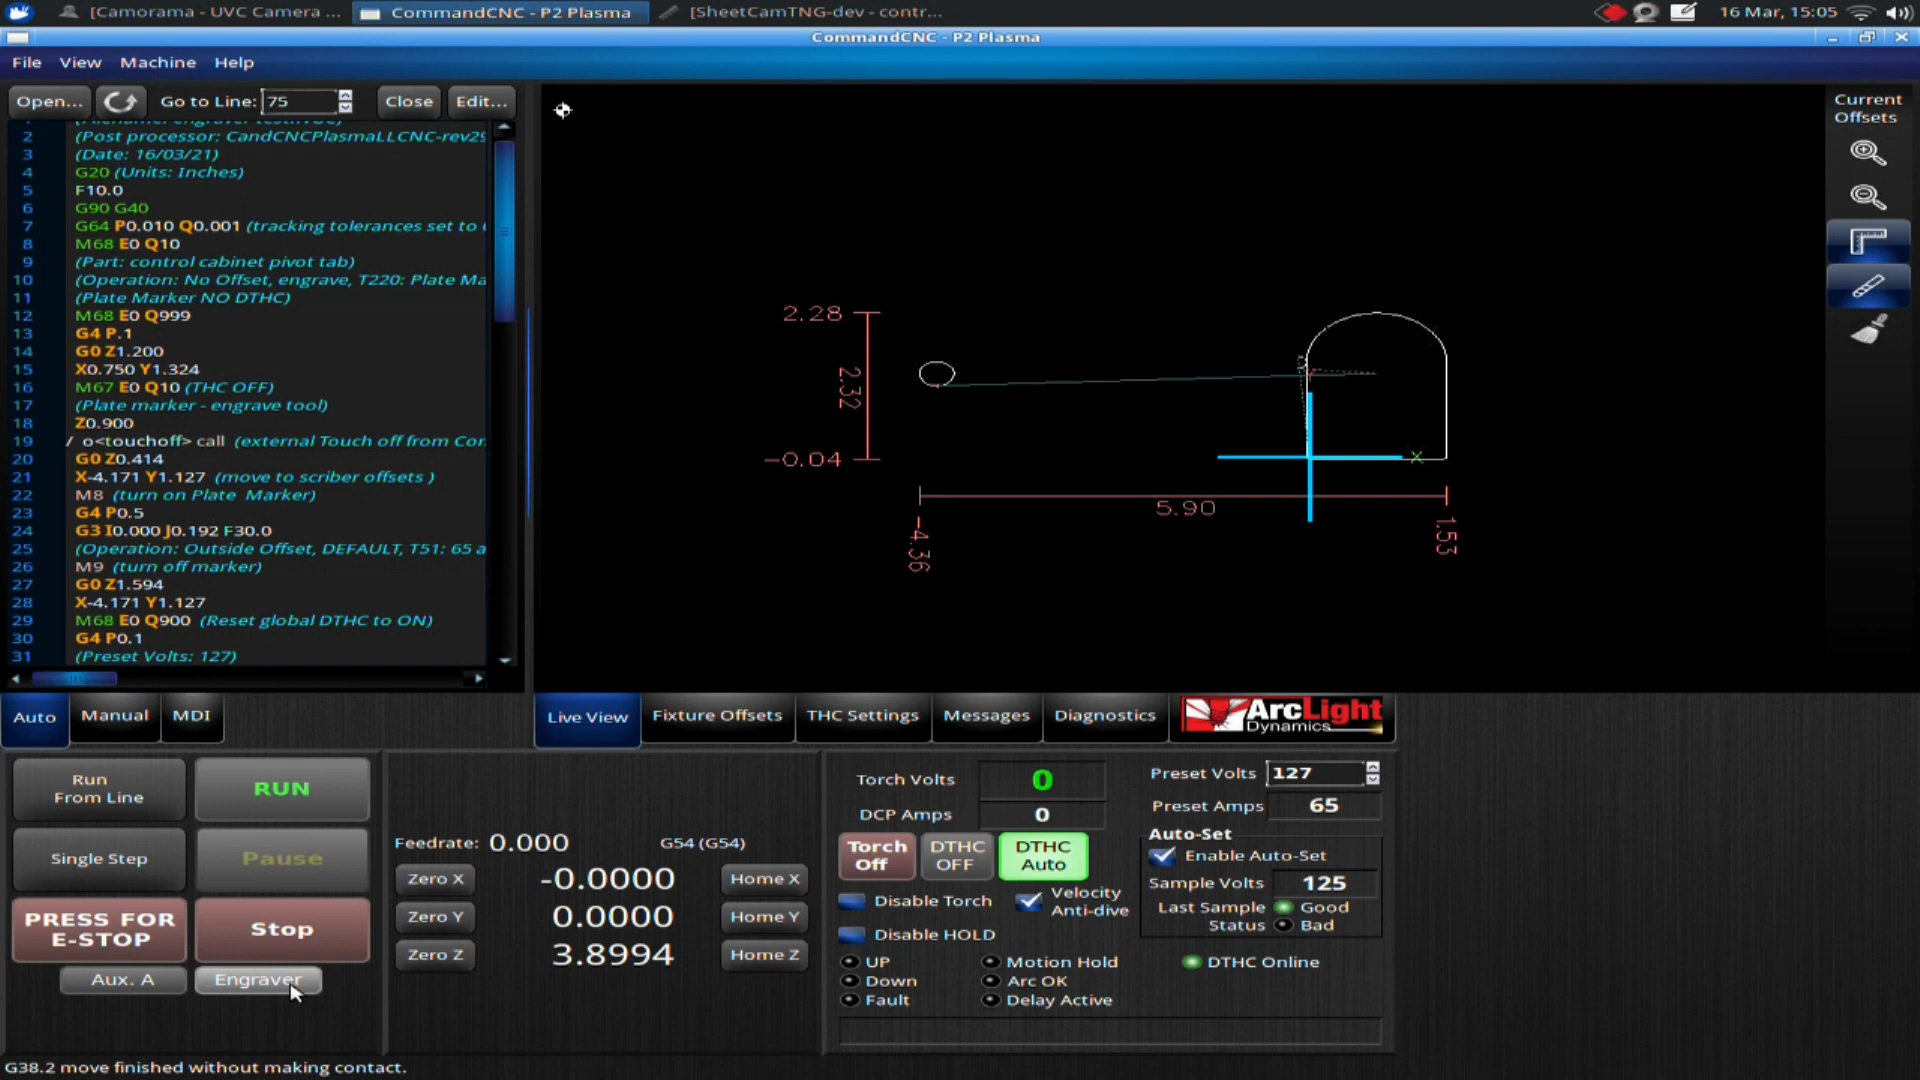 [Camorama - UVC Camera ...
CommandCNC - P2 Plasma
[SheetCamTNG-dev - contr...
16 Mar, 15:05
CommandCNC - P2 Plasma
File View Machine Help
Open... Go to Line: 75 Close Edit...
2 (Post processor: CandCNCPlasmaLLCNC-rev29
3 (Date: 16/03/21)
4 G20 (Units: Inches)
5 F10.0
6 G90 G40
7 G64 P0.010 Q0.001 (tracking tolerances set to
8 M68 E0 Q10
9 (Part: control cabinet pivot tab)
10 (Operation: No Offset, engrave, T220: Plate Ma
11 (Plate Marker NO DTHC)
12 M68 E0 Q999
13 G4 P.1
14 G0 Z1.200
15 X0.750 Y1.324
16 M67 E0 Q10 (THC OFF)
17 (Plate marker - engrave tool)
18 Z0.900
19 / o<touchoff> call (external Touch off from Con
20 G0 Z0.414
21 X-4.171 Y1.127 (move to scriber offsets )
22 M8 (turn on Plate Marker)
23 G4 P0.5
24 G3 I0.000 J0.192 F30.0
25 (Operation: Outside Offset, DEFAULT, T51: 65 a
26 M9 (turn off marker)
27 G0 Z1.594
28 X-4.171 Y1.127
29 M68 E0 Q900 (Reset global DTHC to ON)
30 G4 P0.1
31 (Preset Volts: 127)
2.28
2.32
-0.04
5.90
-4.36
1.53
X
Current
Offsets
Auto Manual MDI
Live View Fixture Offsets THC Settings Messages Diagnostics
ArcLight
Dynamics
Run
From Line
RUN
Single Step
Pause
PRESS FOR
E-STOP
Stop
Aux. A
Engraver
Feedrate: 0.000 G54 (G54)
Zero X -0.0000 Home X
Zero Y 0.0000 Home Y
Zero Z 3.8994 Home Z
Torch Volts 0
DCP Amps 0
Torch
Off
DTHC
OFF
DTHC
Auto
Disable Torch
Velocity
Anti-dive
Disable HOLD
UP
Down
Fault
Motion Hold
Arc OK
Delay Active
Preset Volts 127
Preset Amps 65
Auto-Set
Enable Auto-Set
Sample Volts 125
Last Sample Good
Status Bad
DTHC Online
G38.2 move finished without making contact.